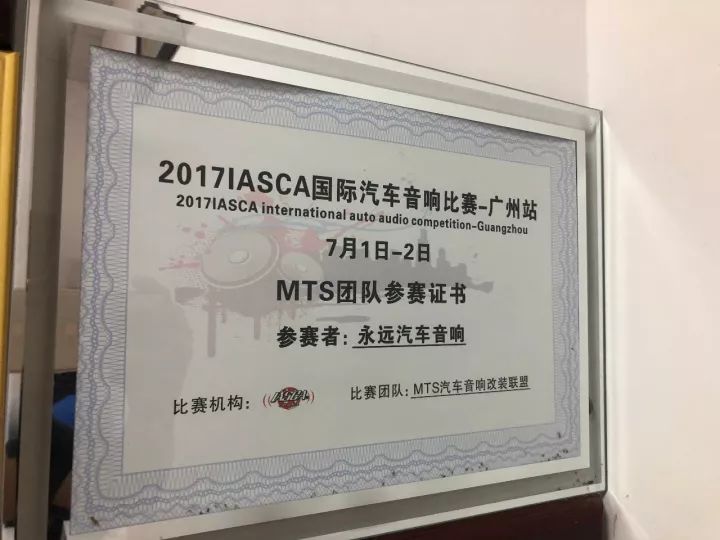 2017IASCA国际汽车音响比赛-广州站
2017IASCA international auto audio competition-Guangzhou
7月1日-2日
MTS团队参赛证书
参赛者：永远汽车音响
比赛机构：IASCA
比赛团队：MTS汽车音响改装联盟